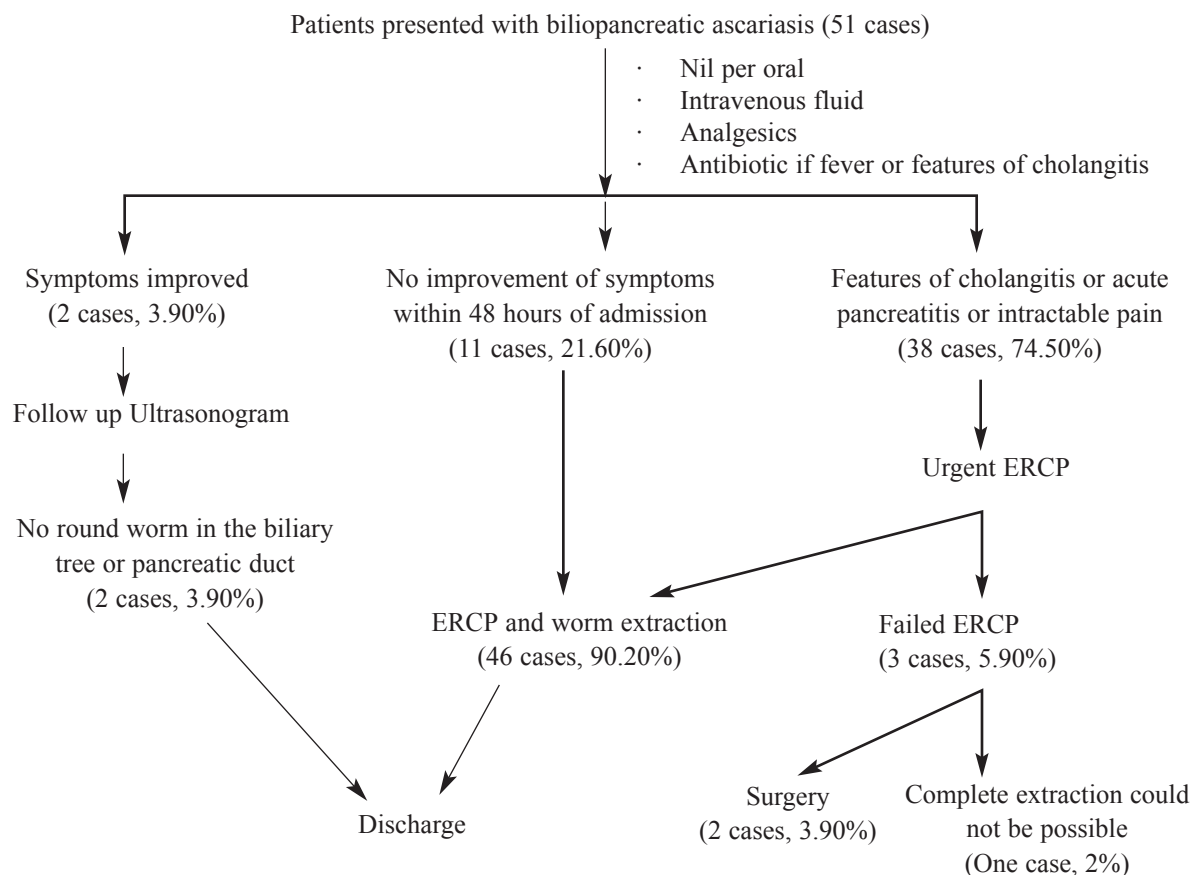 Patients presented with biliopancreatic ascariasis (51 cases)
· Nil per oral
· Intravenous fluid
· Analgesics
· Antibiotic if fever or features of cholangitis
Symptoms improved
(2 cases, 3.90%)
No improvement of symptoms
within 48 hours of admission
(11 cases, 21.60%)
Features of cholangitis or acute
pancreatitis or intractable pain
(38 cases, 74.50%)
Follow up Ultrasonogram
Urgent ERCP
No round worm in the biliary
tree or pancreatic duct
(2 cases, 3.90%)
ERCP and worm extraction
(46 cases, 90.20%)
Failed ERCP
(3 cases, 5.90%)
Discharge
Surgery
(2 cases, 3.90%)
Complete extraction could
not be possible
(One case, 2%)